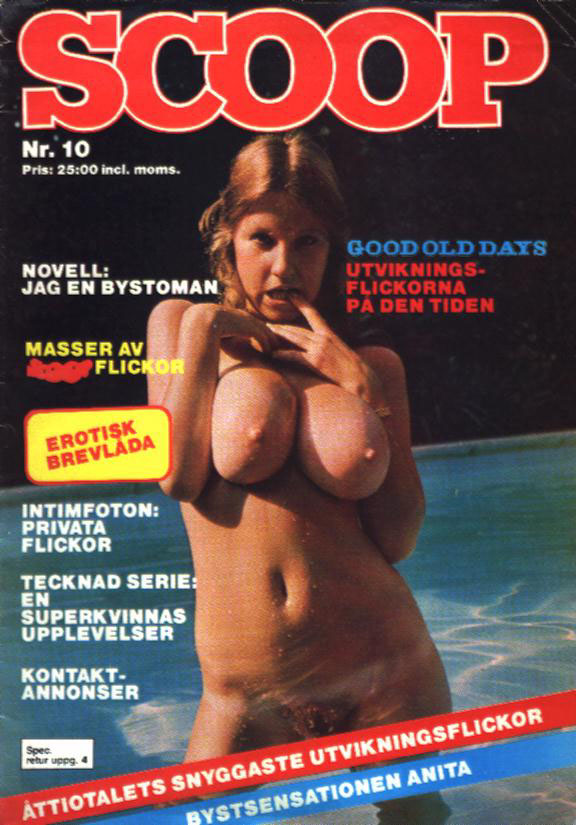 SCOOP
Nr. 10
Pris: 25:00 incl. moms.
GOOD OLD DAYS
UTVIKNINGS-
FLICKORNA
PÅ DEN TIDEN
NOVELL:
JAG EN BYSTOMAN
MASSER AV
FLICKOR
EROTISK
BREVLÅDA
INTIMFOTON:
PRIVATA
FLICKOR
TECKNAD SERIE:
EN
SUPERKVINNAS
UPPLEVELSER
KONTAKT-
ANNONSER
Spec.
retur uppg. 4
ÅTTIOTALETS SNYGGASTE UTVIKNINGSFLICKOR
BYSTSENSATIONEN ANITA